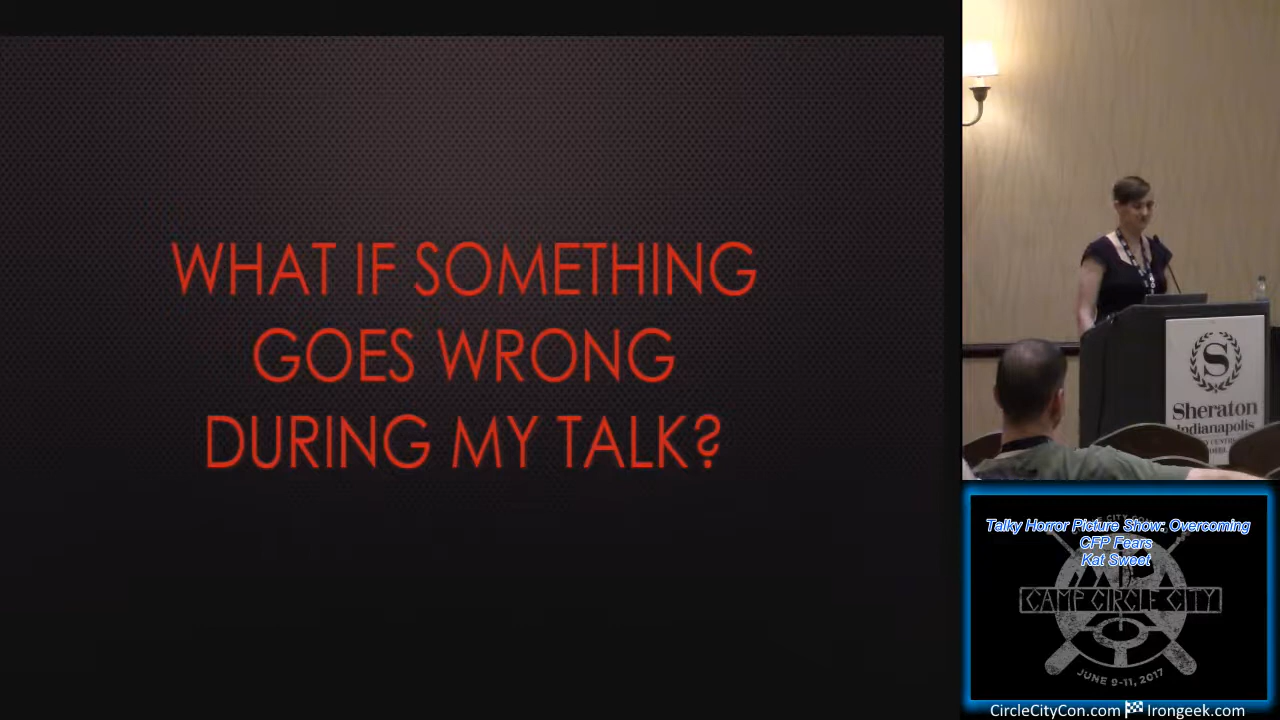 WHAT IF SOMETHING
GOES WRONG
DURING MY TALK?
S
Sheraton
Indianapolis
Talky Horror Picture Show: Overcoming
CFP Fears
Kat Sweet
CAMP CIRCLE CITY
JUNE 9-11, 2017
CircleCityCon.com Irongeek.com